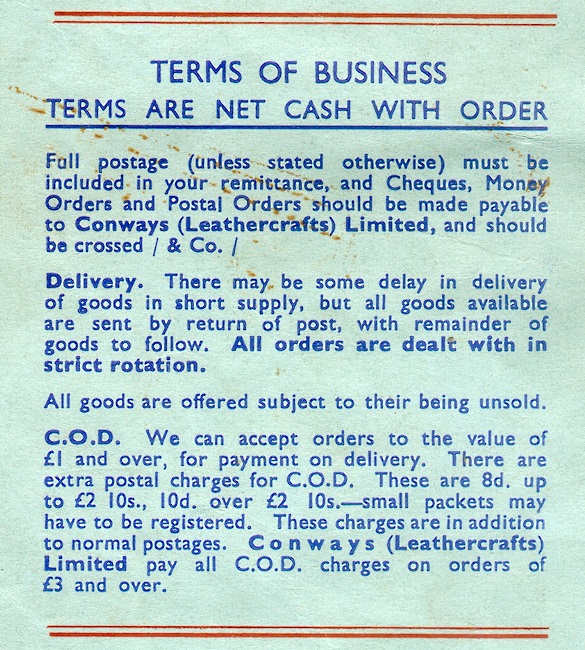 TERMS OF BUSINESS
TERMS ARE NET CASH WITH ORDER
Full postage (unless stated otherwise) must be
included in your remittance, and Cheques, Money
Orders and Postal Orders should be made payable
to Conways (Leathercrafts) Limited, and should
be crossed / & Co. /
Delivery. There may be some delay in delivery
of goods in short supply, but all goods available
are sent by return of post, with remainder of
goods to follow. All orders are dealt with in
strict rotation.
All goods are offered subject to their being unsold.
C.O.D. We can accept orders to the value of
£1 and over, for payment on delivery. There are
extra postal charges for C.O.D. These are 8d. up
to £2 10s., 10d. over £2 10s.—small packets may
have to be registered. These charges are in addition
to normal postages. Conways (Leathercrafts)
Limited pay all C.O.D. charges on orders of
£3 and over.